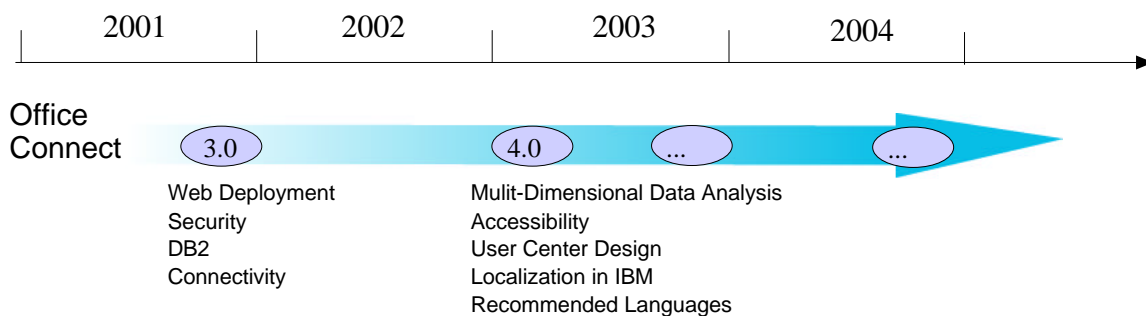 2001 2002 2003 2004
Office
Connect
3.0 4.0 ... ...
Web Deployment
Security
DB2
Connectivity
Mulit-Dimensional Data Analysis
Accessibility
User Center Design
Localization in IBM
Recommended Languages